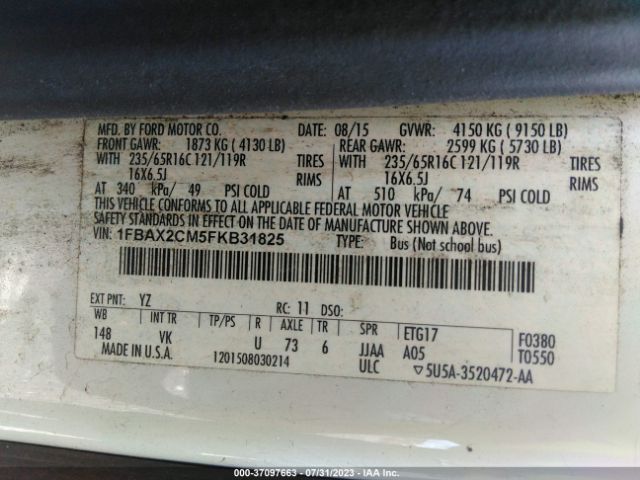 MFD. BY FORD MOTOR CO. DATE: 08/15 GVWR: 4150 KG ( 9150 LB)
FRONT GAWR: 1873 KG ( 4130 LB) REAR GAWR: 2599 KG ( 5730 LB)
WITH 235/65R16C 121/119R TIRES WITH 235/65R16C 121/119R TIRES
16X6.5J RIMS 16X6.5J RIMS
AT 340 kPa/ 49 PSI COLD AT 510 kPa/ 74 PSI COLD
THIS VEHICLE CONFORMS TO ALL APPLICABLE FEDERAL MOTOR VEHICLE
SAFETY STANDARDS IN EFFECT ON THE DATE OF MANUFACTURE SHOWN ABOVE.
VIN: 1FBAX2CM5FKB31825 TYPE: Bus (Not school bus)
EXT PNT: YZ RC: 11 DSO:
WB INT TR TP/PS R AXLE TR SPR ETG17 F0380
148 VK U 73 6 JJAA A05 T0550
MADE IN U.S.A. 1201508030214 ULC ▽5U5A-3520472-AA
000-37097663 - 07/31/2023 - IAA Inc.